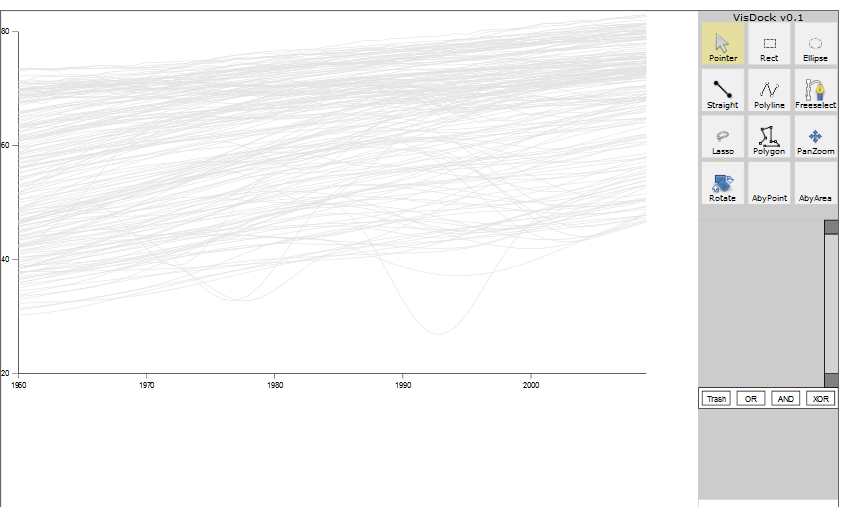 VisDock v0.1
80
Pointer
Rect
Ellipse
Straight
Polyline
Freeselect
60
Lasso
Polygon
PanZoom
Rotate
AbyPoint
AbyArea
40
20
1960
1970
1980
1990
2000
Trash
OR
AND
XOR